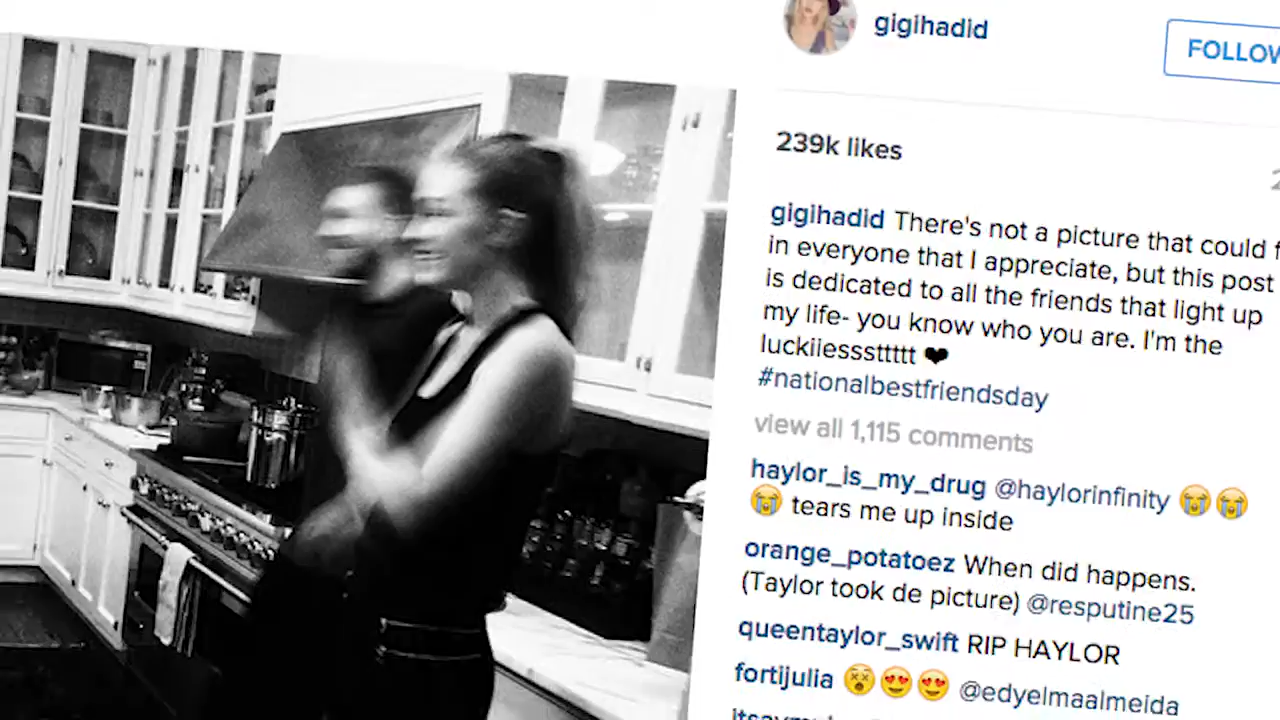 gigihadid
FOLLOW
239k likes
gigihadid There's not a picture that could
in everyone that I appreciate, but this post
is dedicated to all the friends that light up
my life- you know who you are. I'm the
luckiiesssttttt ❤
#nationalbestfriendsday
view all 1,115 comments
haylor_is_my_drug @haylorinfinity 😭😭
😭 tears me up inside
orange_potatoez When did happens.
(Taylor took de picture) @resputine25
queentaylor_swift RIP HAYLOR
fortijulia 😵😍😍 @edyelmaalmeida